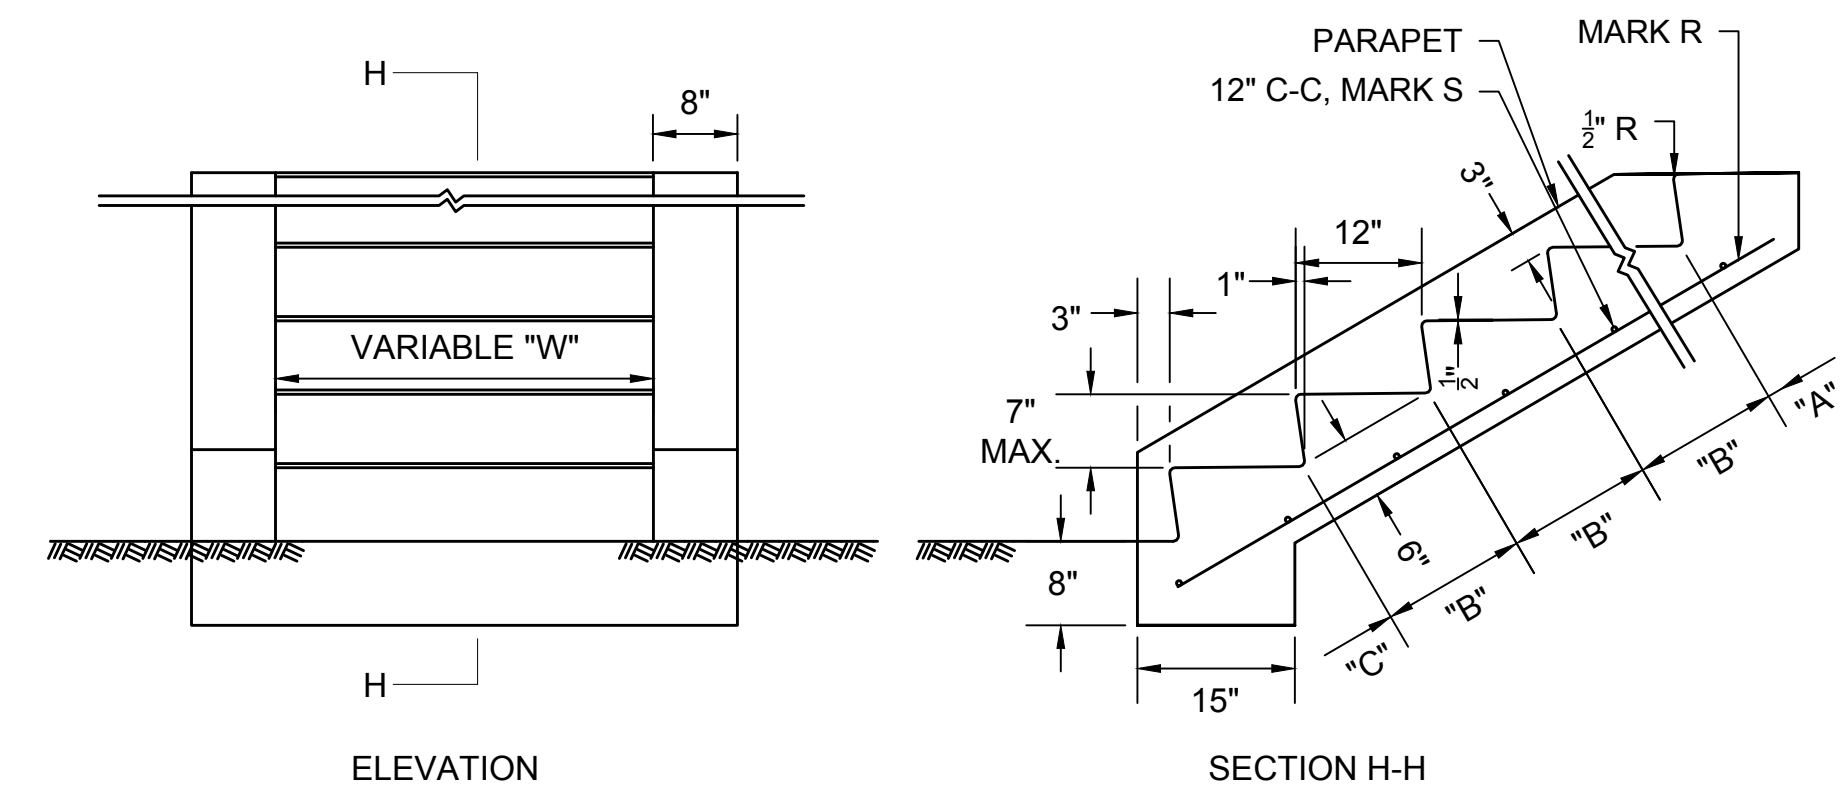 H
8"
VARIABLE "W"
H
ELEVATION
PARAPET
MARK R
12" C-C, MARK S
½" R
3"
12"
1"
3"
½"
7"
MAX.
"A"
"B"
"B"
6"
8"
"B"
"C"
15"
SECTION H-H